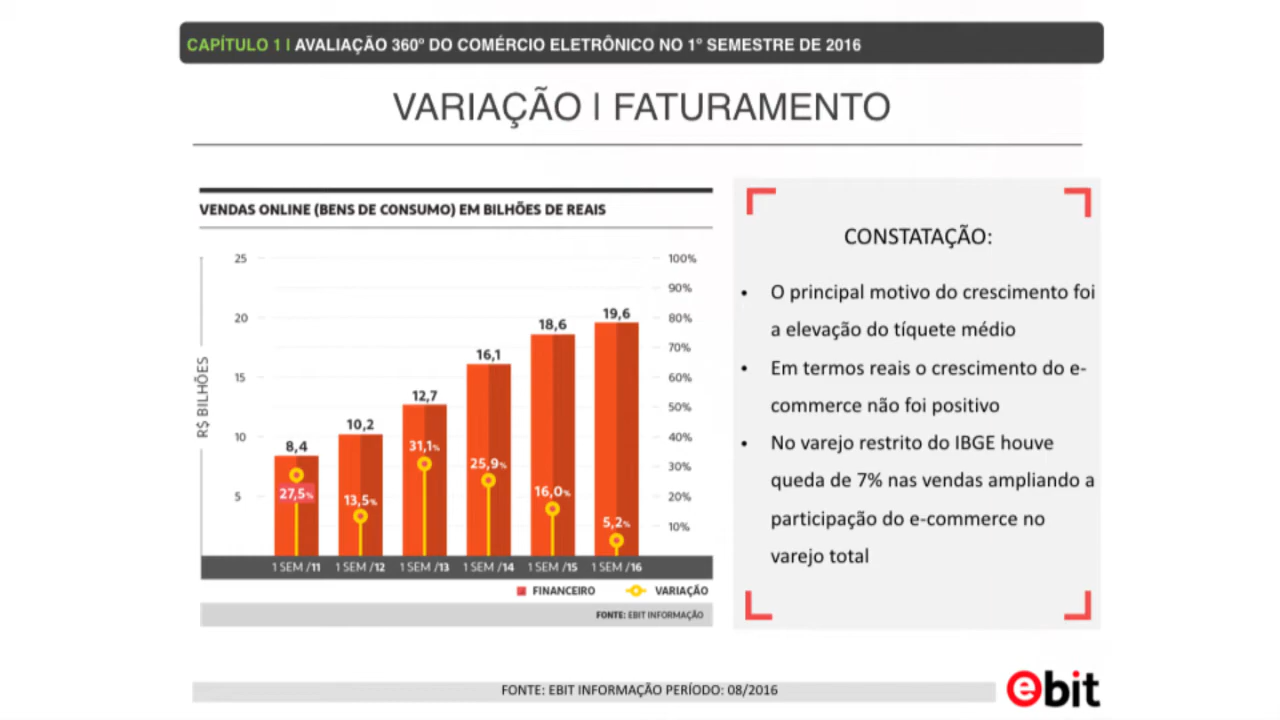 CAPÍTULO 1 | AVALIAÇÃO 360º DO COMÉRCIO ELETRÔNICO NO 1º SEMESTRE DE 2016
VARIAÇÃO | FATURAMENTO
VENDAS ONLINE (BENS DE CONSUMO) EM BILHÕES DE REAIS
R$ BILHÕES
25
20
15
10
5
100%
90%
80%
70%
60%
50%
40%
30%
20%
10%
8,4
10,2
12,7
16,1
18,6
19,6
27,5%
13,5%
31,1%
25,9%
16,0%
5,2%
1 SEM /11 1 SEM /12 1 SEM /13 1 SEM /14 1 SEM /15 1 SEM /16
FINANCEIRO VARIAÇÃO
FONTE: EBIT INFORMAÇÃO
CONSTATAÇÃO:
• O principal motivo do crescimento foi
a elevação do tíquete médio
• Em termos reais o crescimento do e-
commerce não foi positivo
• No varejo restrito do IBGE houve
queda de 7% nas vendas ampliando a
participação do e-commerce no
varejo total
FONTE: EBIT INFORMAÇÃO PERÍODO: 08/2016
ebit